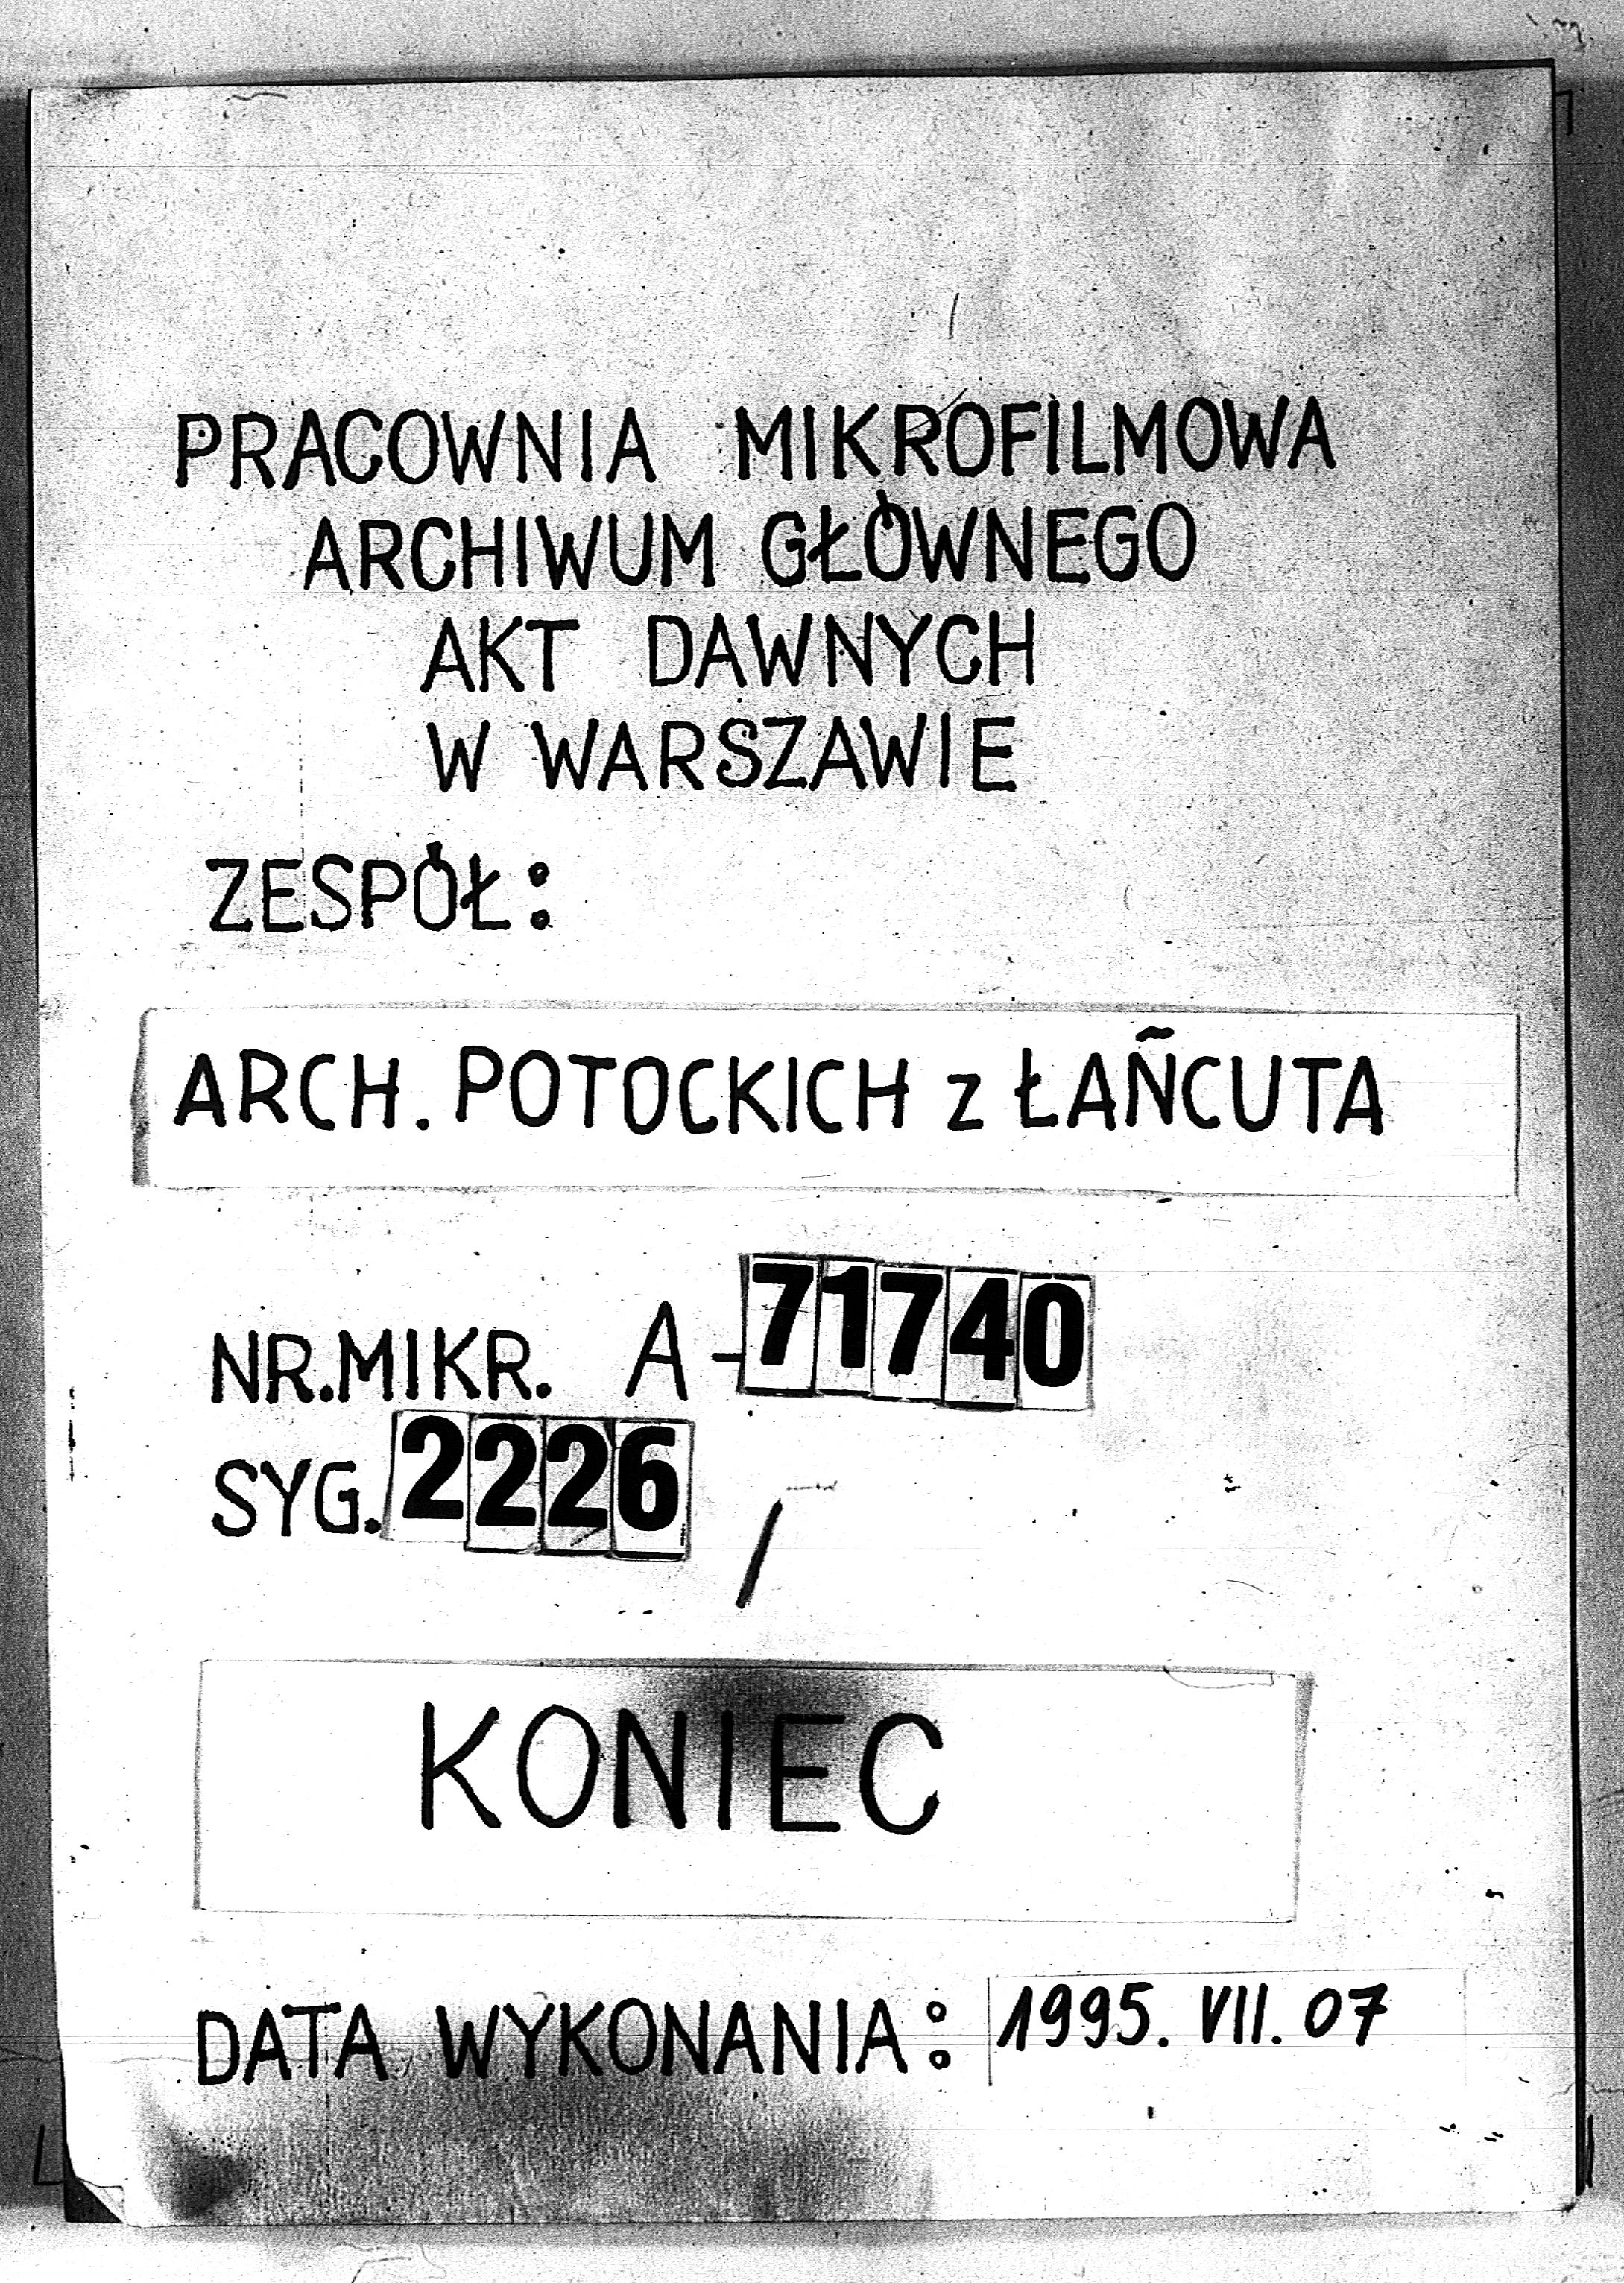 PRACOWNIA MIKROFILMOWA
ARCHIWUM GŁÓWNEGO
AKT DAWNYCH
W WARSZAWIE
ZESPÓŁ:
ARCH. POTOCKICH z ŁAŃCUTA
NR.MIKR. A-71740
SYG. 2226
KONIEC
DATA WYKONANIA: 1995. VII. 07